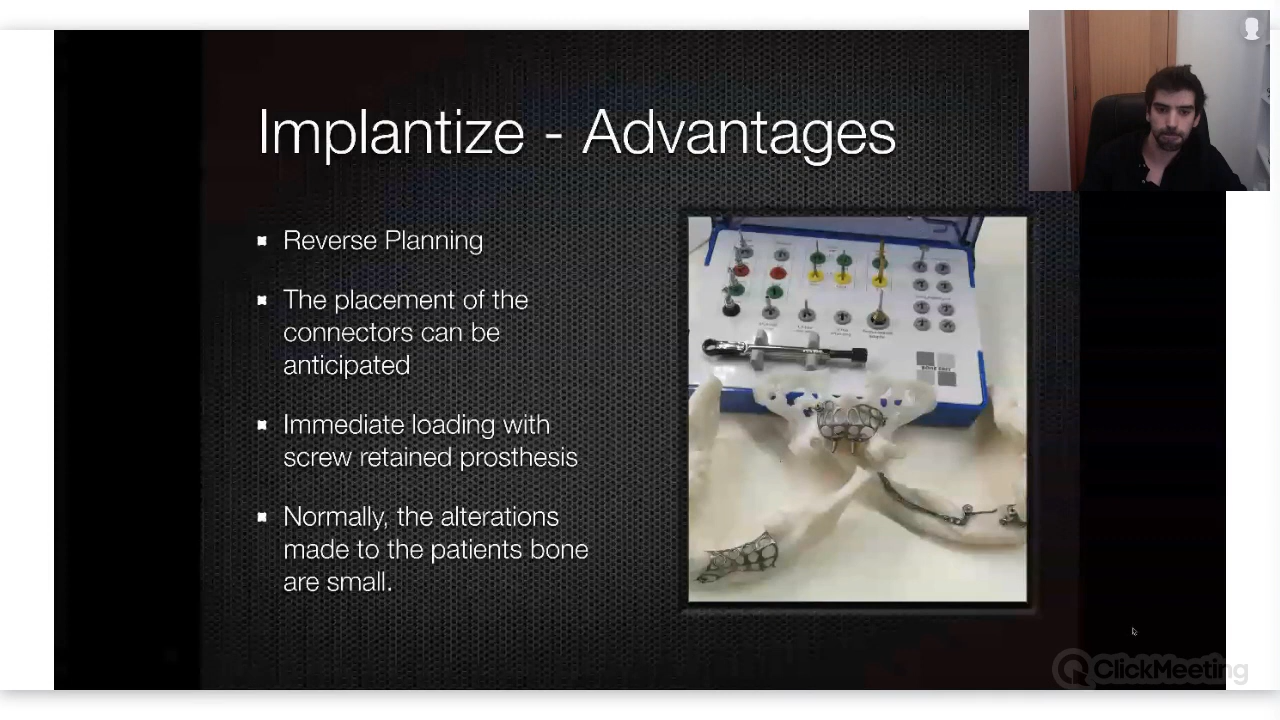 Implantize - Advantages
Reverse Planning
The placement of the
connectors can be
anticipated
Immediate loading with
screw retained prosthesis
Normally, the alterations
made to the patients bone
are small.
ClickMeeting